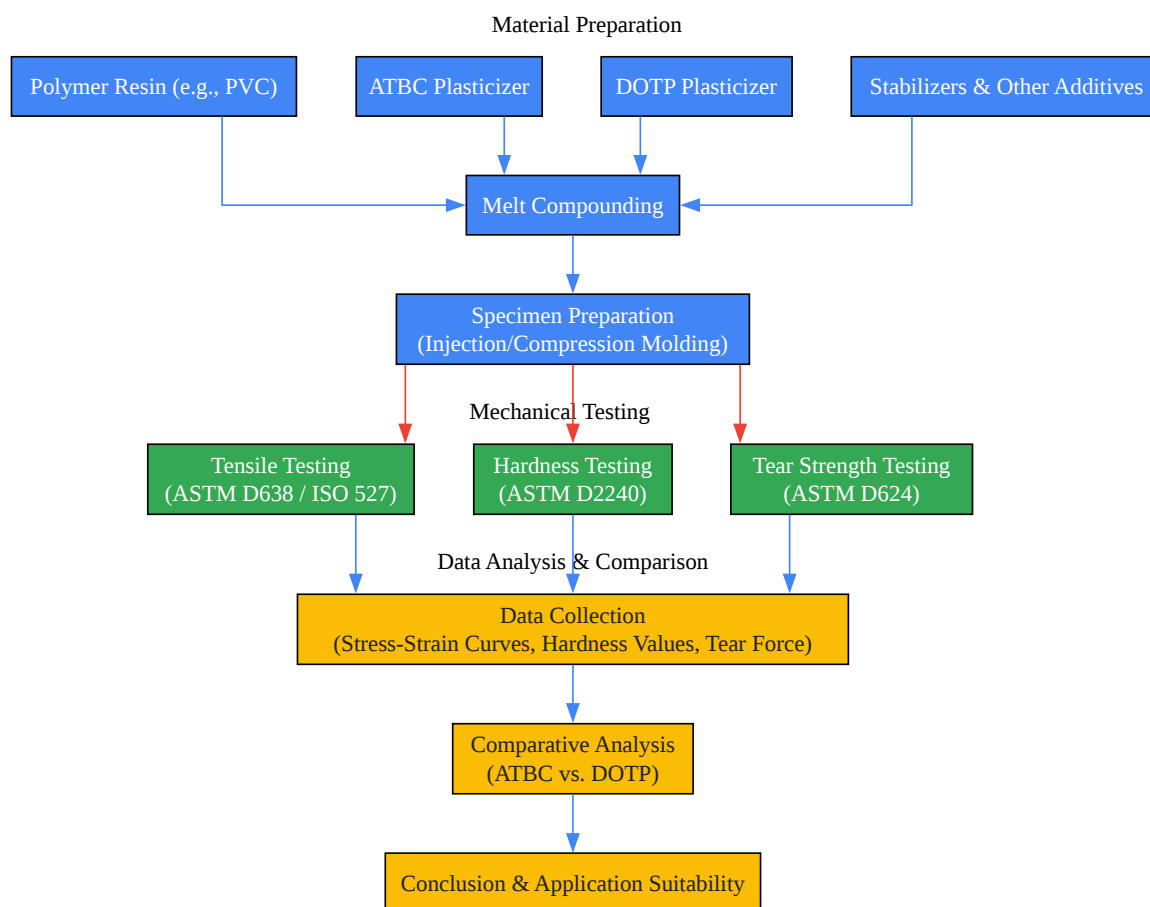 Material Preparation
Polymer Resin (e.g., PVC)
ATBC Plasticizer
DOTP Plasticizer
Stabilizers & Other Additives
Melt Compounding
Specimen Preparation
(Injection/Compression Molding)
Mechanical Testing
Tensile Testing
(ASTM D638 / ISO 527)
Hardness Testing
(ASTM D2240)
Tear Strength Testing
(ASTM D624)
Data Analysis & Comparison
Data Collection
(Stress-Strain Curves, Hardness Values, Tear Force)
Comparative Analysis
(ATBC vs. DOTP)
Conclusion & Application Suitability